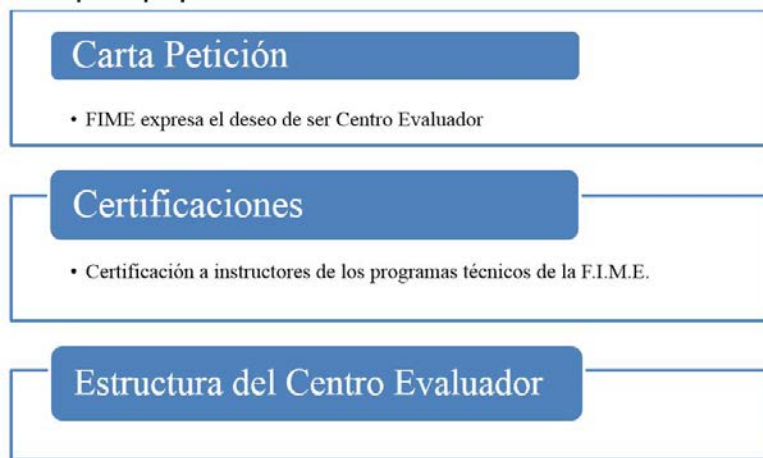 Carta Petición
• FIME expresa el deseo de ser Centro Evaluador
Certificaciones
• Certificación a instructores de los programas técnicos de la F.I.M.E.
Estructura del Centro Evaluador